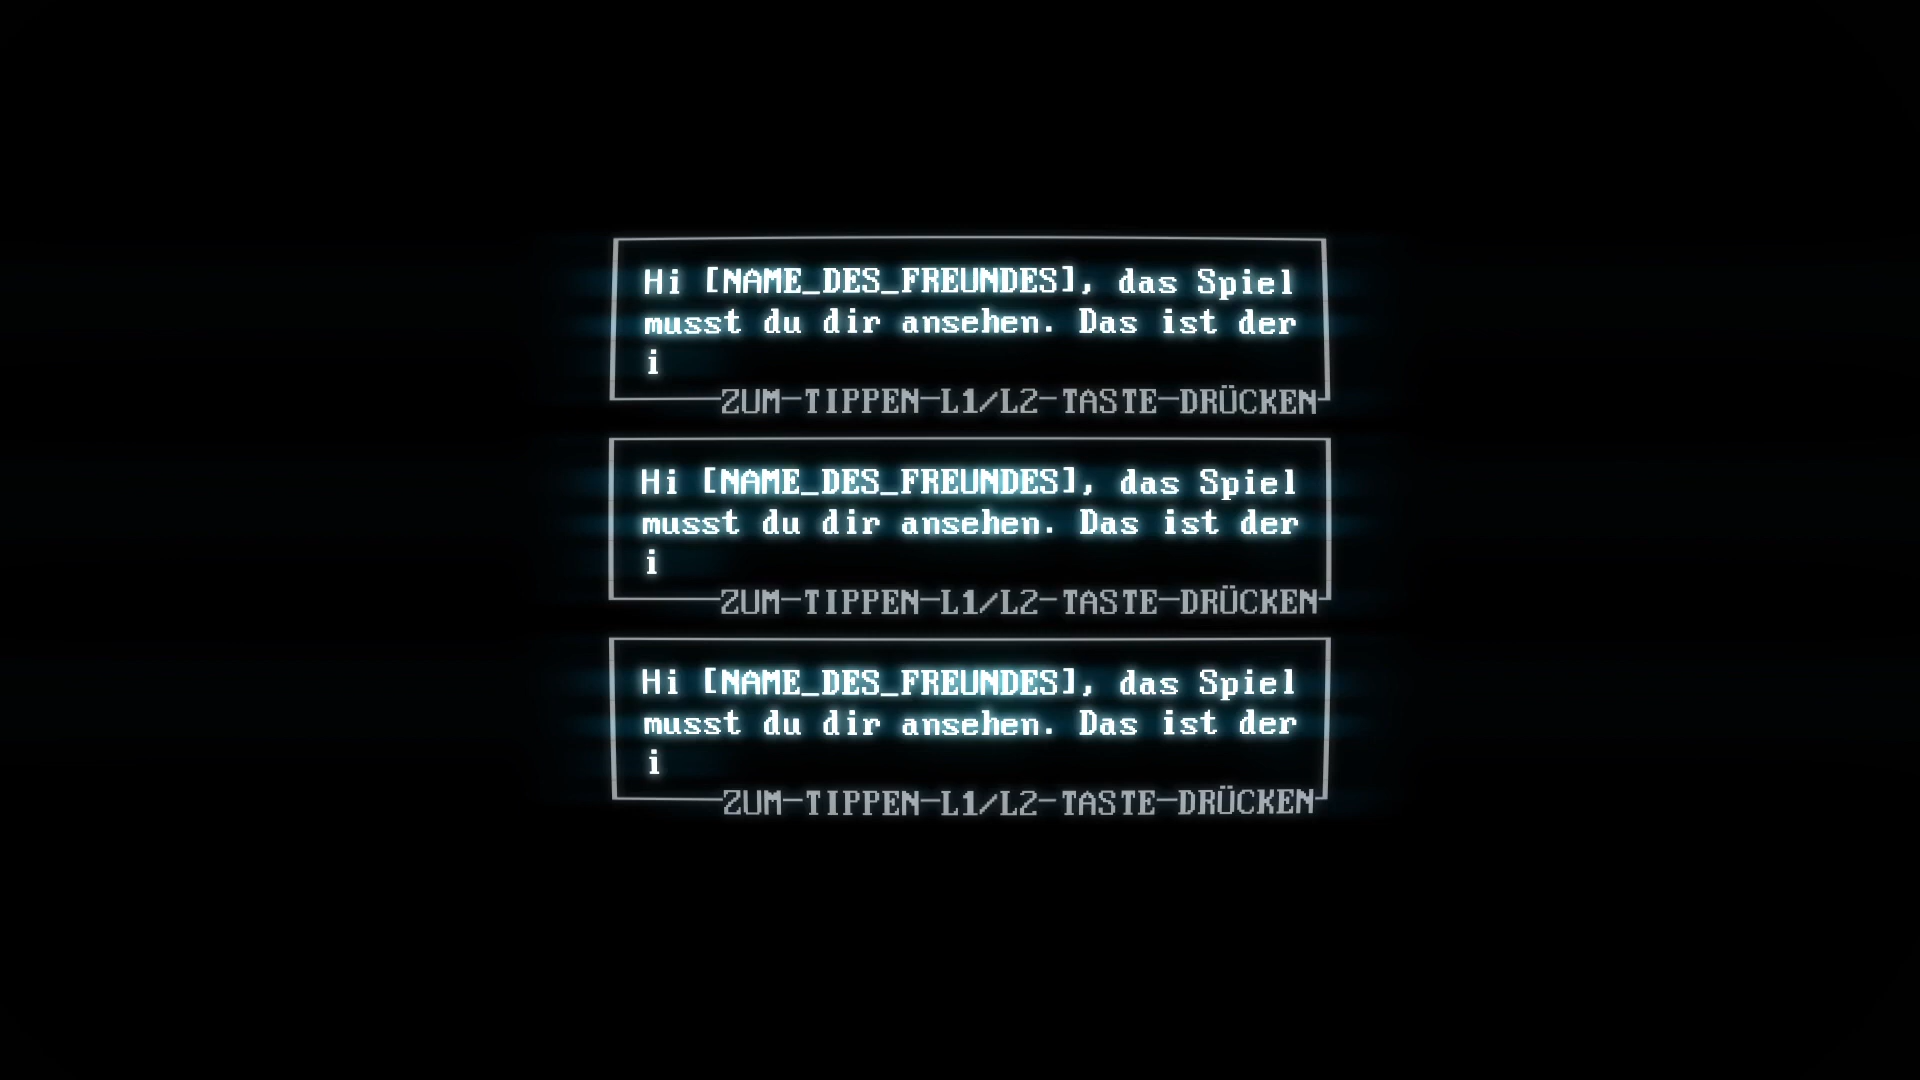 Hi [NAME_DES_FREUNDES], das Spiel
musst du dir ansehen. Das ist der
i
ZUM-TIPPEN-L1/L2-TASTE-DRÜCKEN
Hi [NAME_DES_FREUNDES], das Spiel
musst du dir ansehen. Das ist der
i
ZUM-TIPPEN-L1/L2-TASTE-DRÜCKEN
Hi [NAME_DES_FREUNDES], das Spiel
musst du dir ansehen. Das ist der
i
ZUM-TIPPEN-L1/L2-TASTE-DRÜCKEN